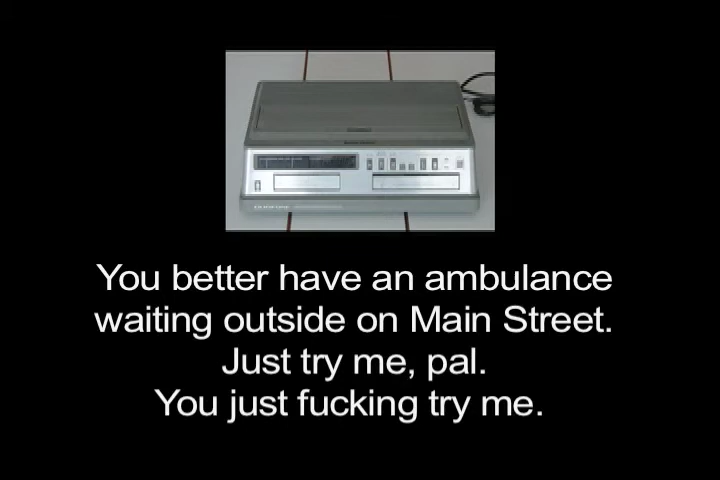 You better have an ambulance
waiting outside on Main Street.
Just try me, pal.
You just fucking try me.